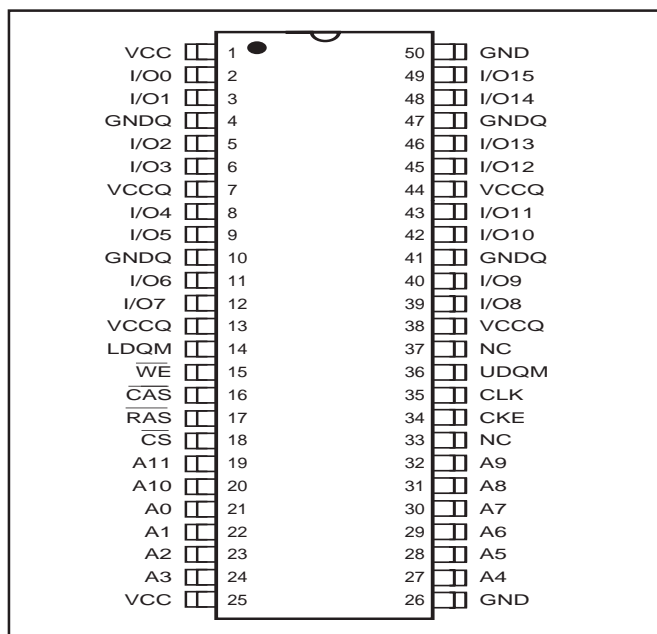 VCC 1 50 GND
I/O0 2 49 I/O15
I/O1 3 48 I/O14
GNDQ 4 47 GNDQ
I/O2 5 46 I/O13
I/O3 6 45 I/O12
VCCQ 7 44 VCCQ
I/O4 8 43 I/O11
I/O5 9 42 I/O10
GNDQ 10 41 GNDQ
I/O6 11 40 I/O9
I/O7 12 39 I/O8
VCCQ 13 38 VCCQ
LDQM 14 37 NC
W̅E̅ 15 36 UDQM
C̅A̅S̅ 16 35 CLK
R̅A̅S̅ 17 34 CKE
C̅S̅ 18 33 NC
A11 19 32 A9
A10 20 31 A8
A0 21 30 A7
A1 22 29 A6
A2 23 28 A5
A3 24 27 A4
VCC 25 26 GND